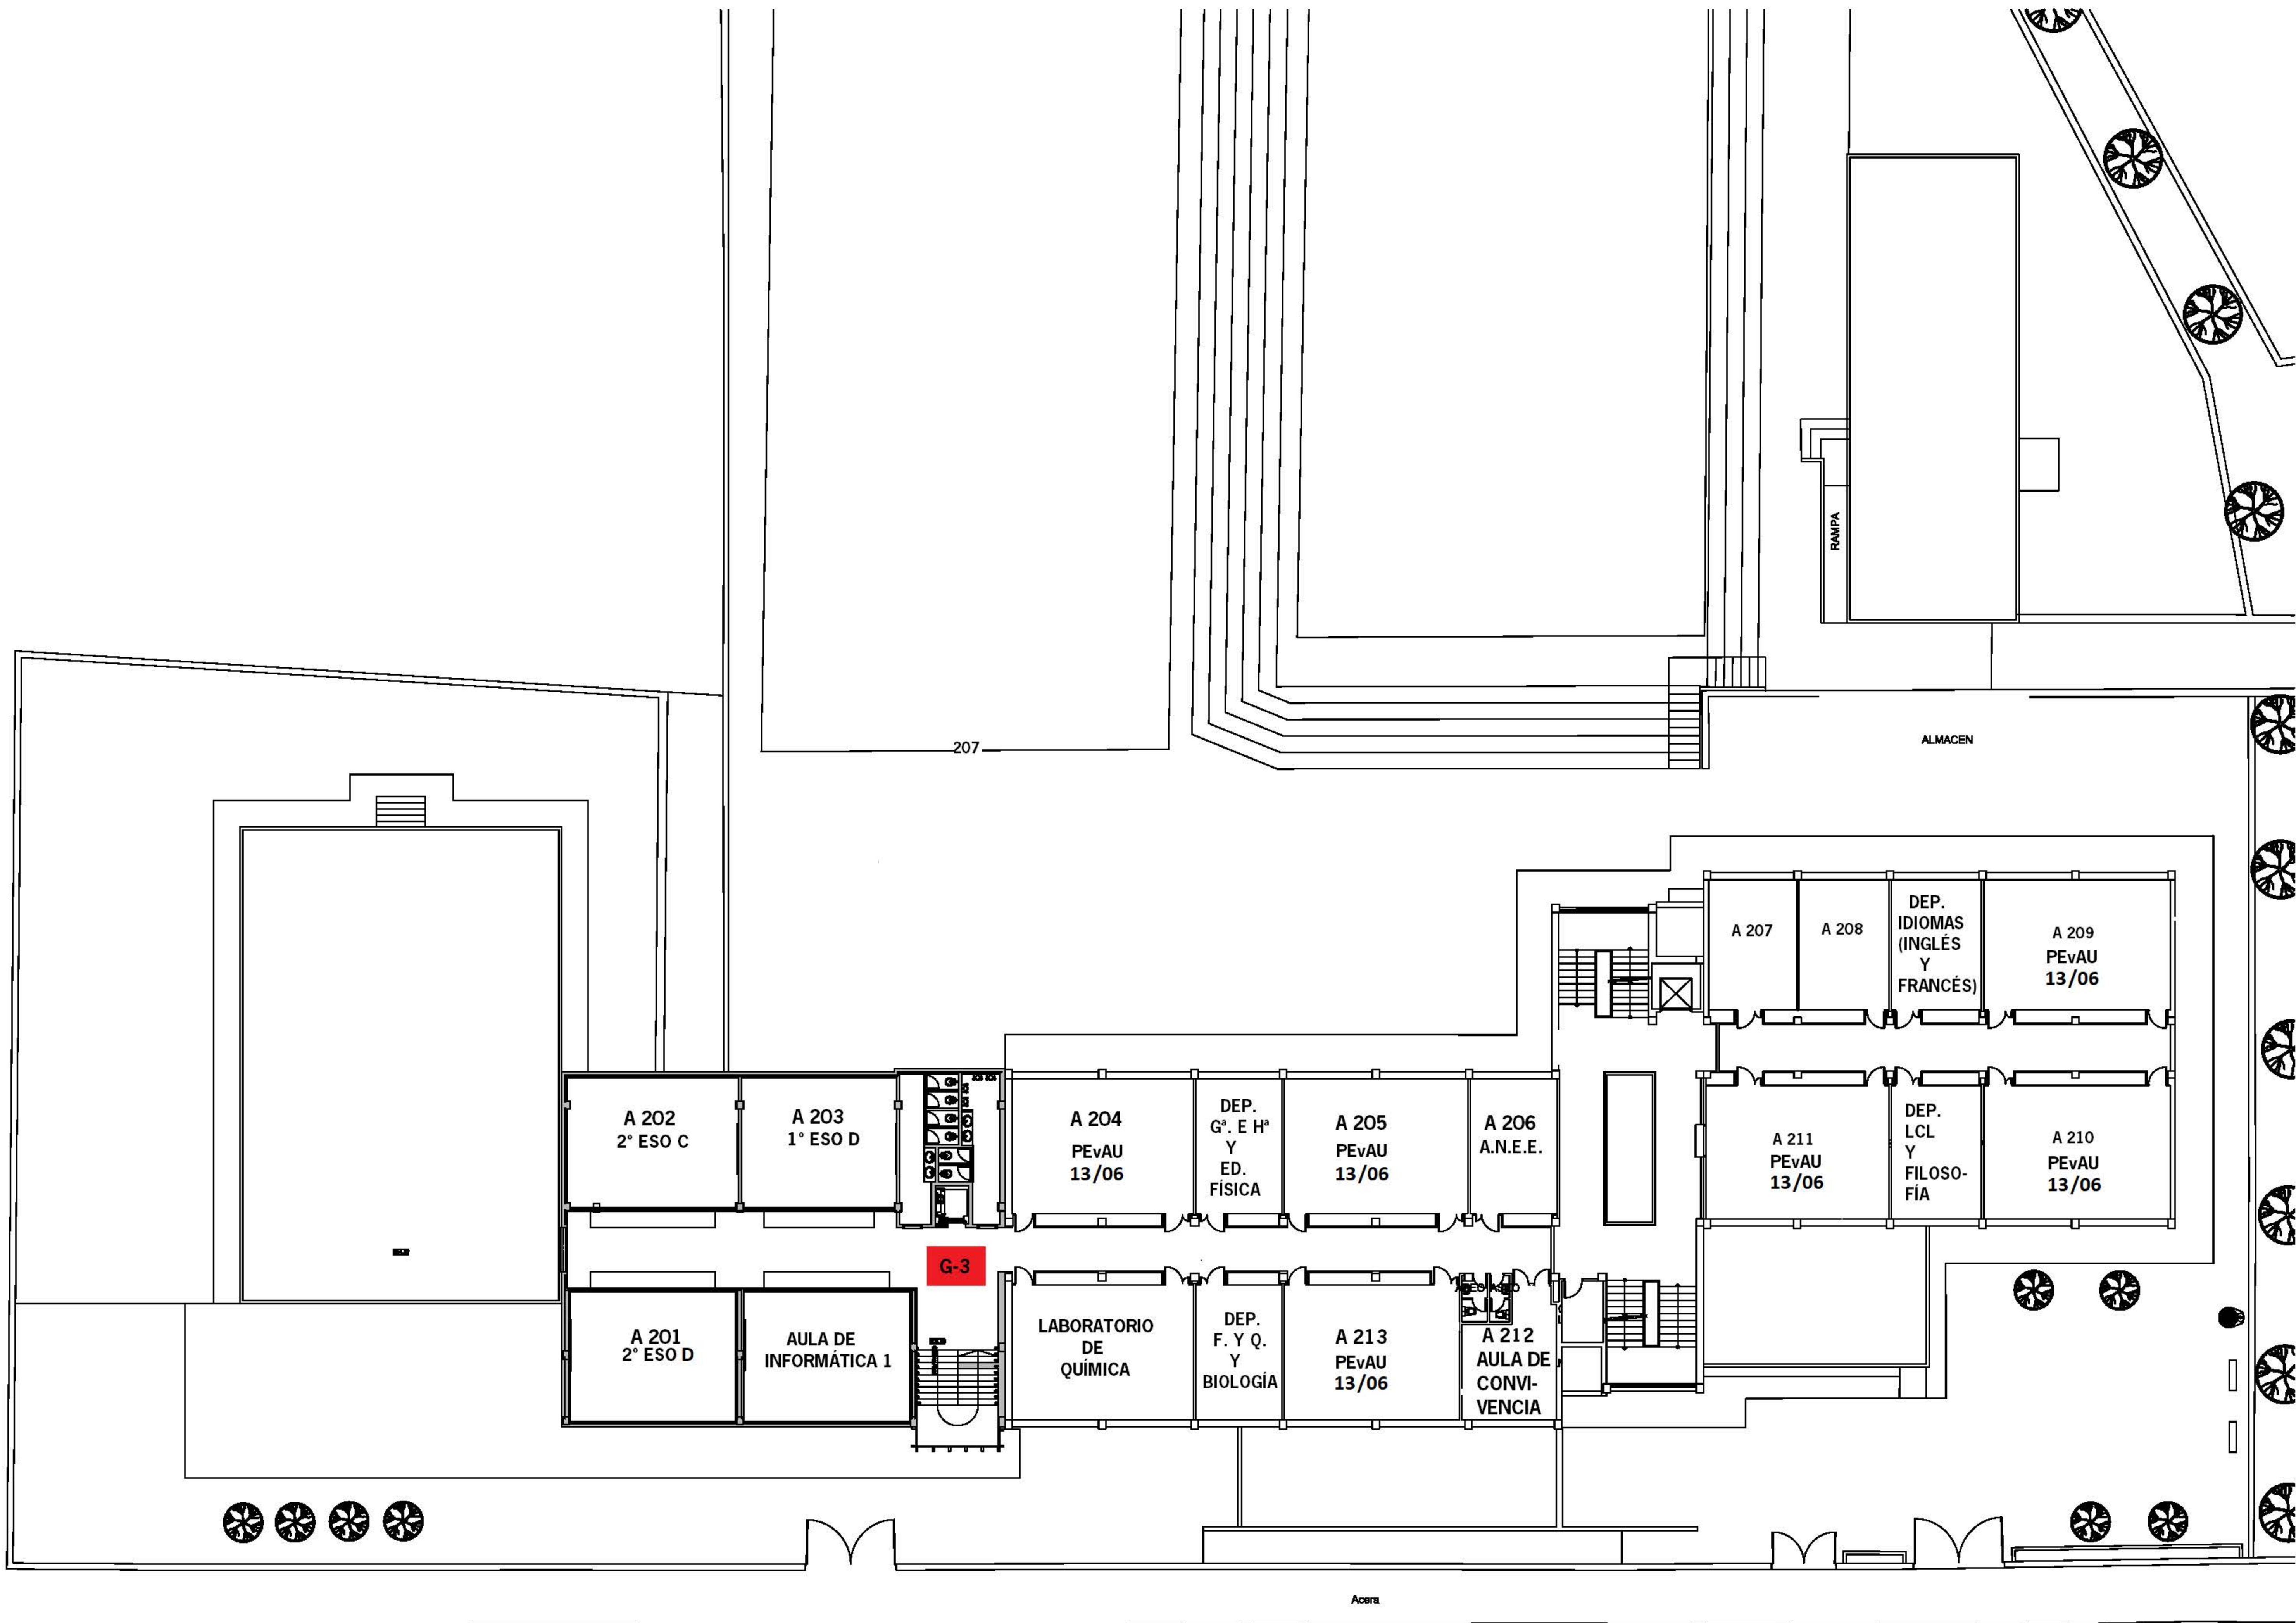 RAMPA
207
ALMACEN
A 207
A 208
DEP.
IDIOMAS
(INGLÉS
Y
FRANCÉS)
A 209
PEvAU
13/06
A 202
2° ESO C
A 203
1° ESO D
A 204
PEvAU
13/06
DEP.
Gª. E Hª
Y
ED.
FÍSICA
A 205
PEvAU
13/06
A 206
A.N.E.E.
A 211
PEvAU
13/06
DEP.
LCL
Y
FILOSO-
FÍA
A 210
PEvAU
13/06
G-3
A 201
2° ESO D
AULA DE
INFORMÁTICA 1
LABORATORIO
DE
QUÍMICA
DEP.
F. Y Q.
Y
BIOLOGÍA
A 213
PEvAU
13/06
A 212
AULA DE
CONVI-
VENCIA
Acera